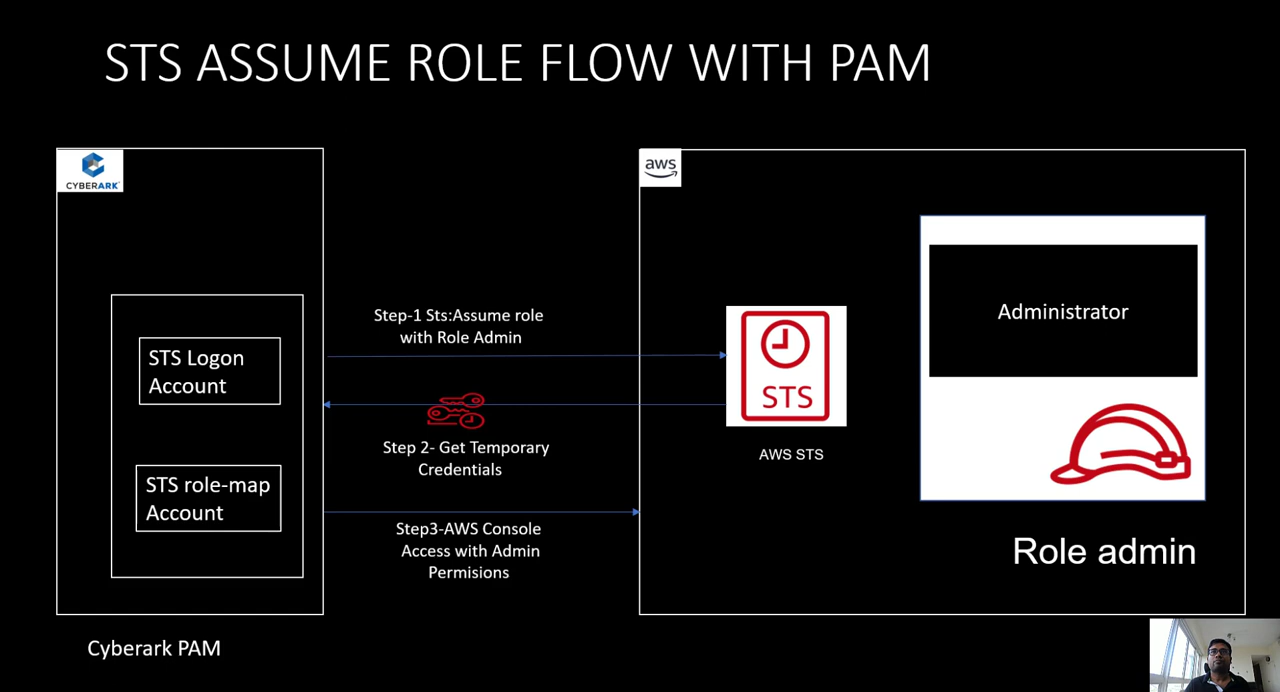 STS ASSUME ROLE FLOW WITH PAM
CYBERARK
aws
Step-1 Sts:Assume role
with Role Admin
Administrator
STS Logon
Account
STS
Step 2- Get Temporary
Credentials
AWS STS
STS role-map
Account
Step3-AWS Console
Access with Admin
Permisions
Role admin
Cyberark PAM